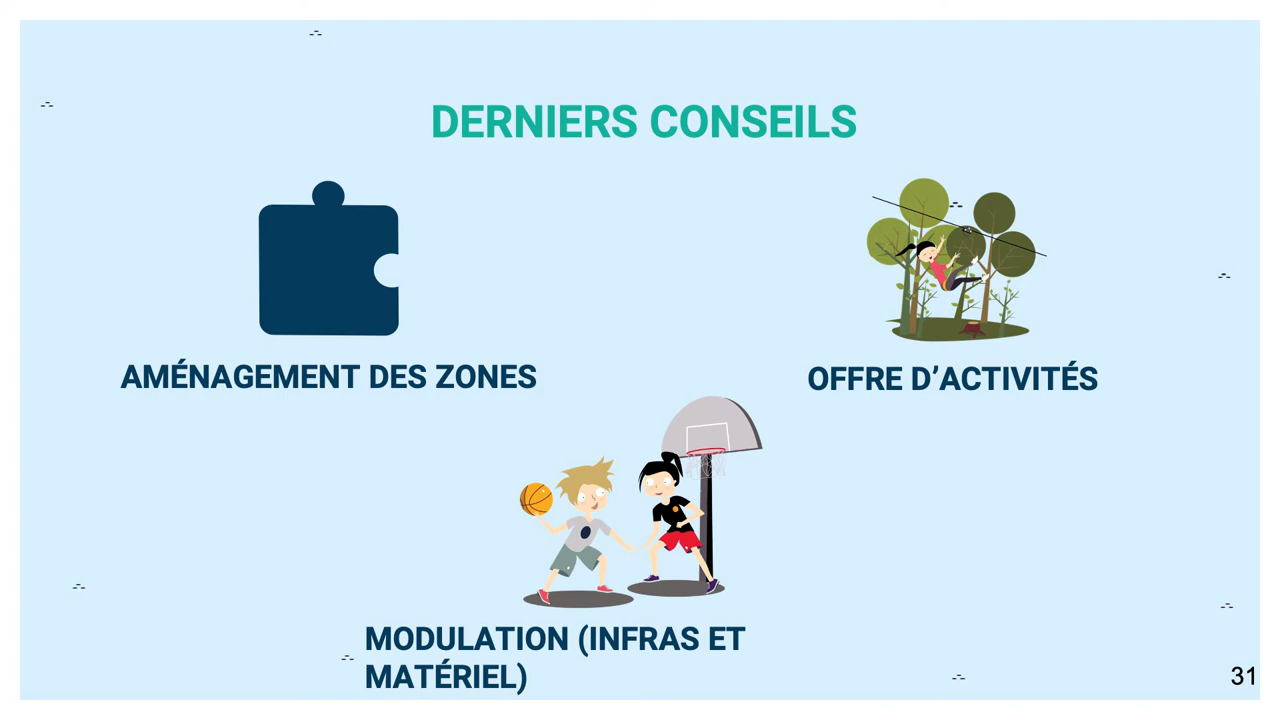 DERNIERS CONSEILS
AMÉNAGEMENT DES ZONES
OFFRE D’ACTIVITÉS
MODULATION (INFRAS ET
MATÉRIEL)
31